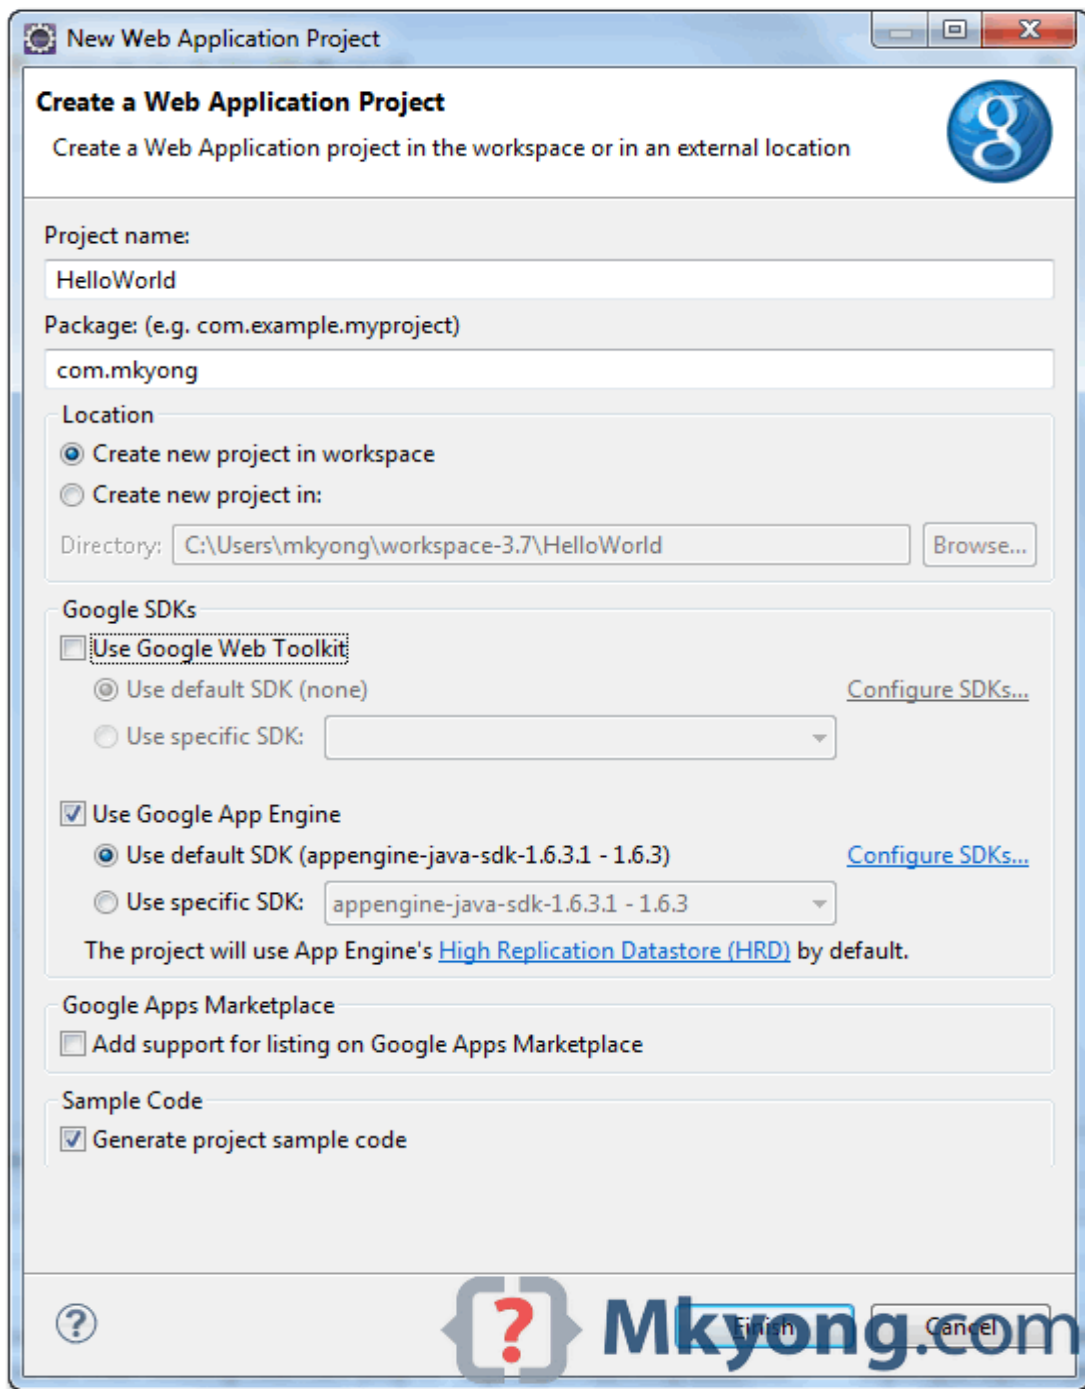 New Web Application Project
Create a Web Application Project
Create a Web Application project in the workspace or in an external location
g
Project name:
HelloWorld
Package: (e.g. com.example.myproject)
com.mkyong
Location
Create new project in workspace
Create new project in:
Directory: C:\Users\mkyong\workspace-3.7\HelloWorld Browse...
Google SDKs
Use Google Web Toolkit
Use default SDK (none) Configure SDKs...
Use specific SDK:
Use Google App Engine
Use default SDK (appengine-java-sdk-1.6.3.1 - 1.6.3) Configure SDKs...
Use specific SDK: appengine-java-sdk-1.6.3.1 - 1.6.3
The project will use App Engine's High Replication Datastore (HRD) by default.
Google Apps Marketplace
Add support for listing on Google Apps Marketplace
Sample Code
Generate project sample code
? Finish Cancel
{?} Mkyong.com